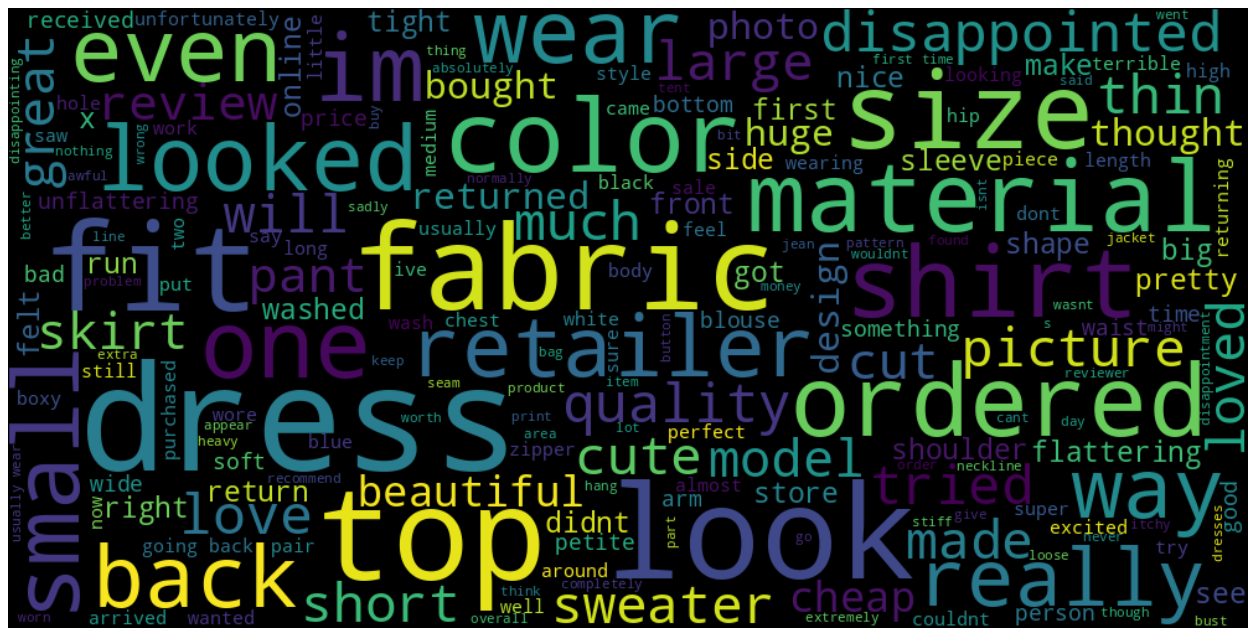 received
unfortunately
tight
wear
photo
disappointed
went
even
im
thing
absolutely
style
first time
looking
said
make
terrible
high
great
little
online
large
nice
disappointing
hole
review
bought
tent
bottom
first
hip
thin
x
price
medium
came
color
size
saw
work
buy
looked
bit
huge
thought
nothing
wrong
side
wearing
sleeve
piece
length
awful
normally
black
sale
material
isnt
unflattering
returned
better
will
sadly
usually
much
front
feel
dont
returning
two
line
say
long
fit
fabric
jean
pattern
found
shape
jacket
big
bad
run
pant
ive
body
got
wouldnt
shirt
pretty
problem
put
money
design
felt
washed
wash
chest
white
blouse
wasnt
s
waist
might
time
skirt
one
retailer
button
sure
something
keep
bag
cut
picture
loved
extra
still
small
seam
product
item
reviewer
disappointment
boxy
purchased
dress
worth
print
quality
ordered
cant
day
wore
appear
area
lot
perfect
order
shoulder
flattering
heavy
blue
zipper
cute
model
neckline
soft
recommend
hang
almost
tried
usually wear
wide
return
beautiful
arm
store
way
good
now
right
love
top
didnt
look
stiff
give
super
excited
itchy
dresses
going back
pair
petite
part
go
made
loose
never
try
back
around
completely
really
see
worn
arrived
wanted
short
think
well
overall
sweater
cheap
extremely
couldnt
person
though
bust